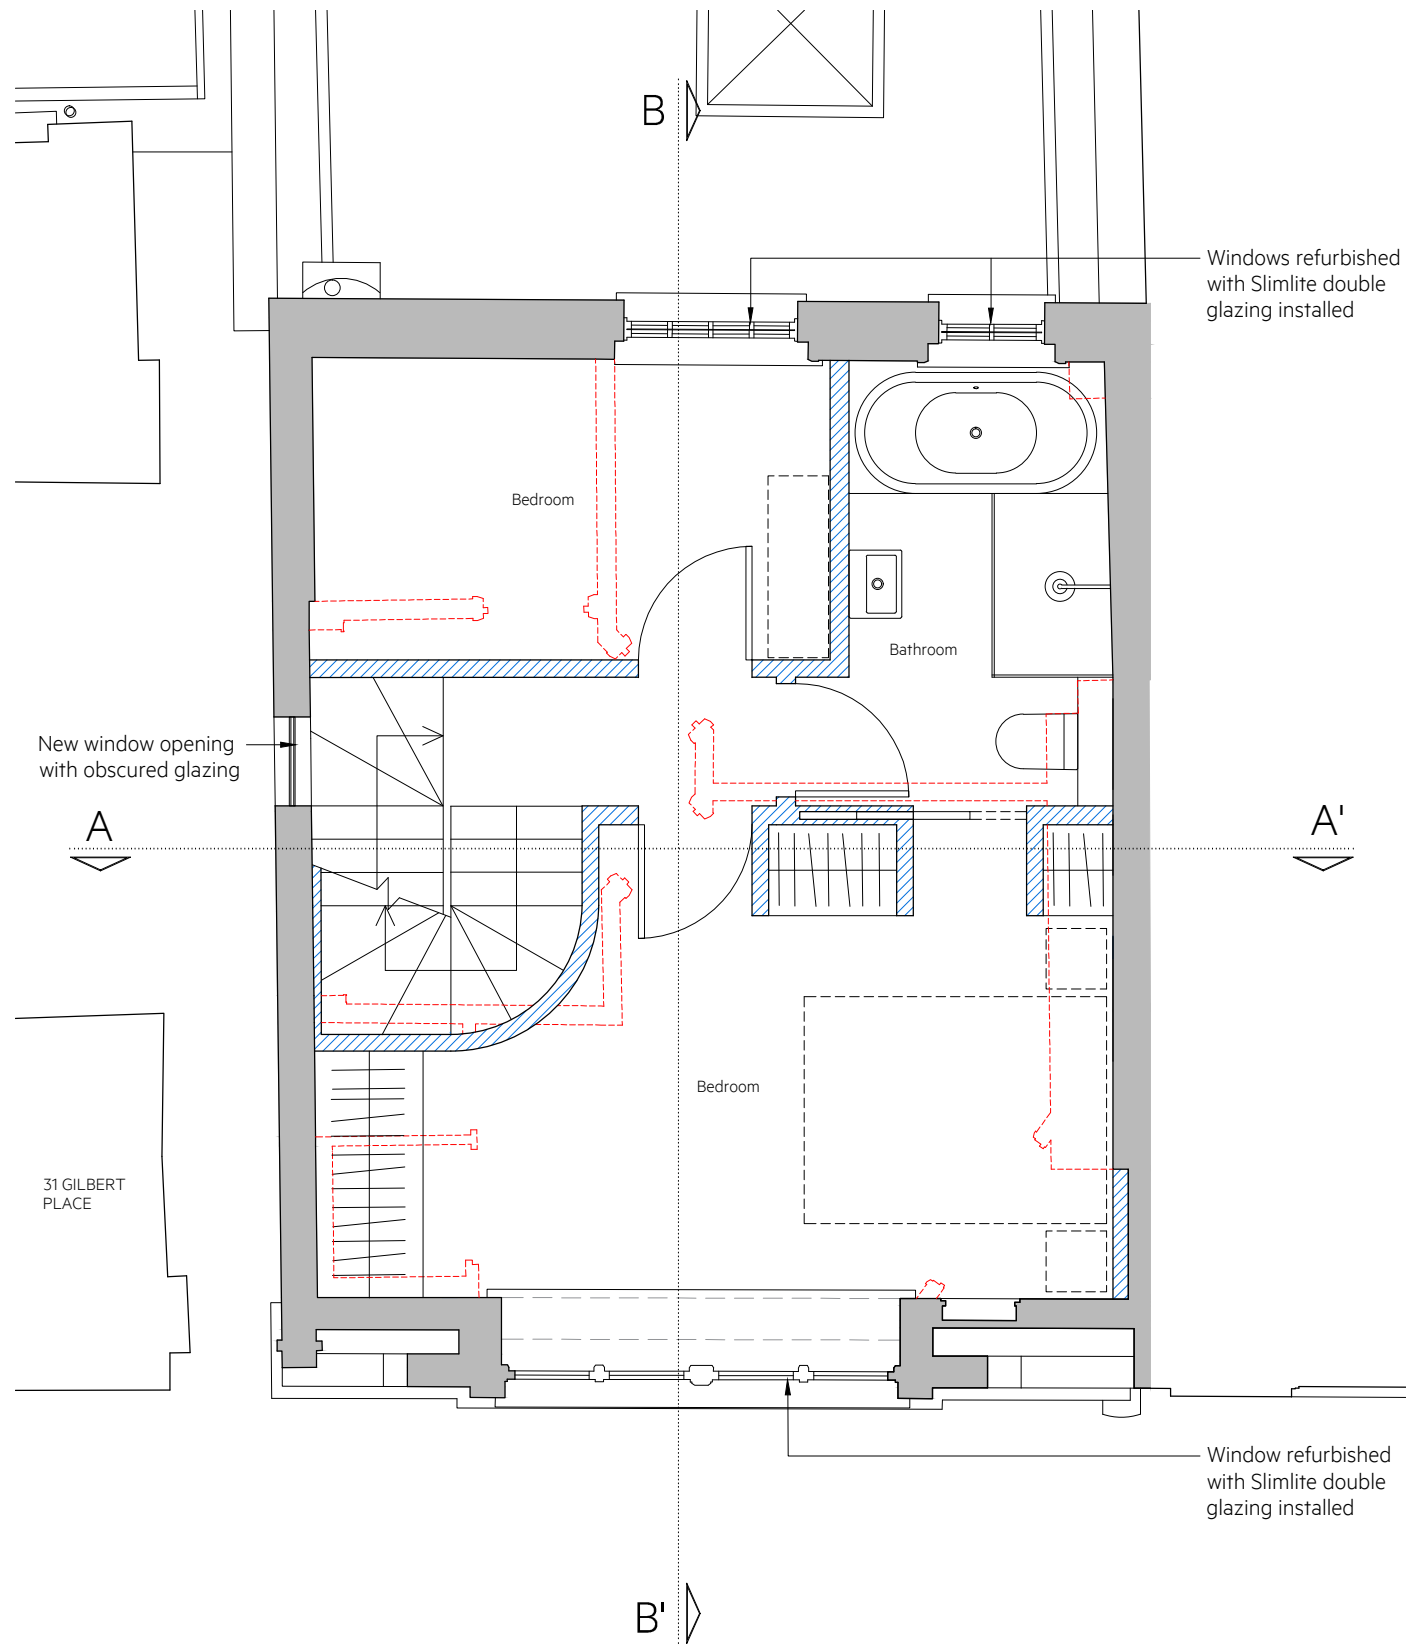 B
Windows refurbished
with Slimlite double
glazing installed
Bedroom
Bathroom
New window opening
with obscured glazing
A
A'
Bedroom
31 GILBERT
PLACE
Window refurbished
with Slimlite double
glazing installed
B'